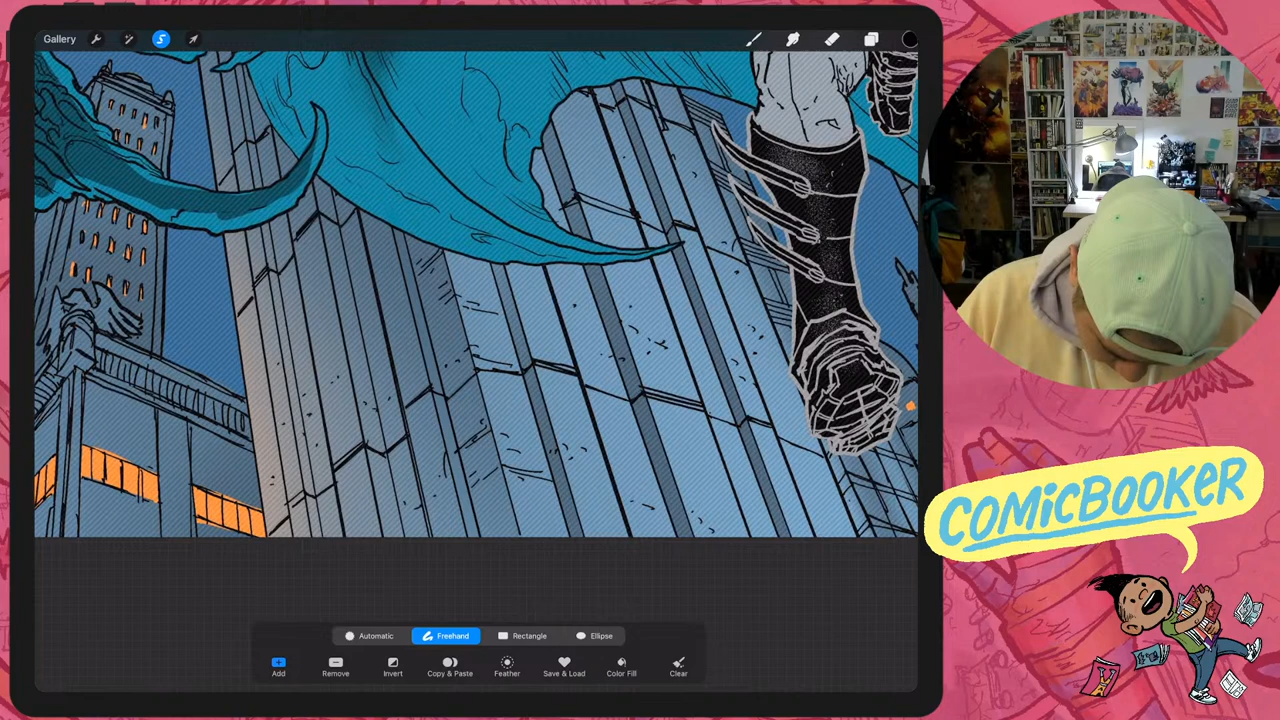 Gallery
COMiCBOOKER
Automatic
Freehand
Rectangle
Ellipse
Add
Remove
Invert
Copy & Paste
Feather
Save & Load
Color Fill
Clear